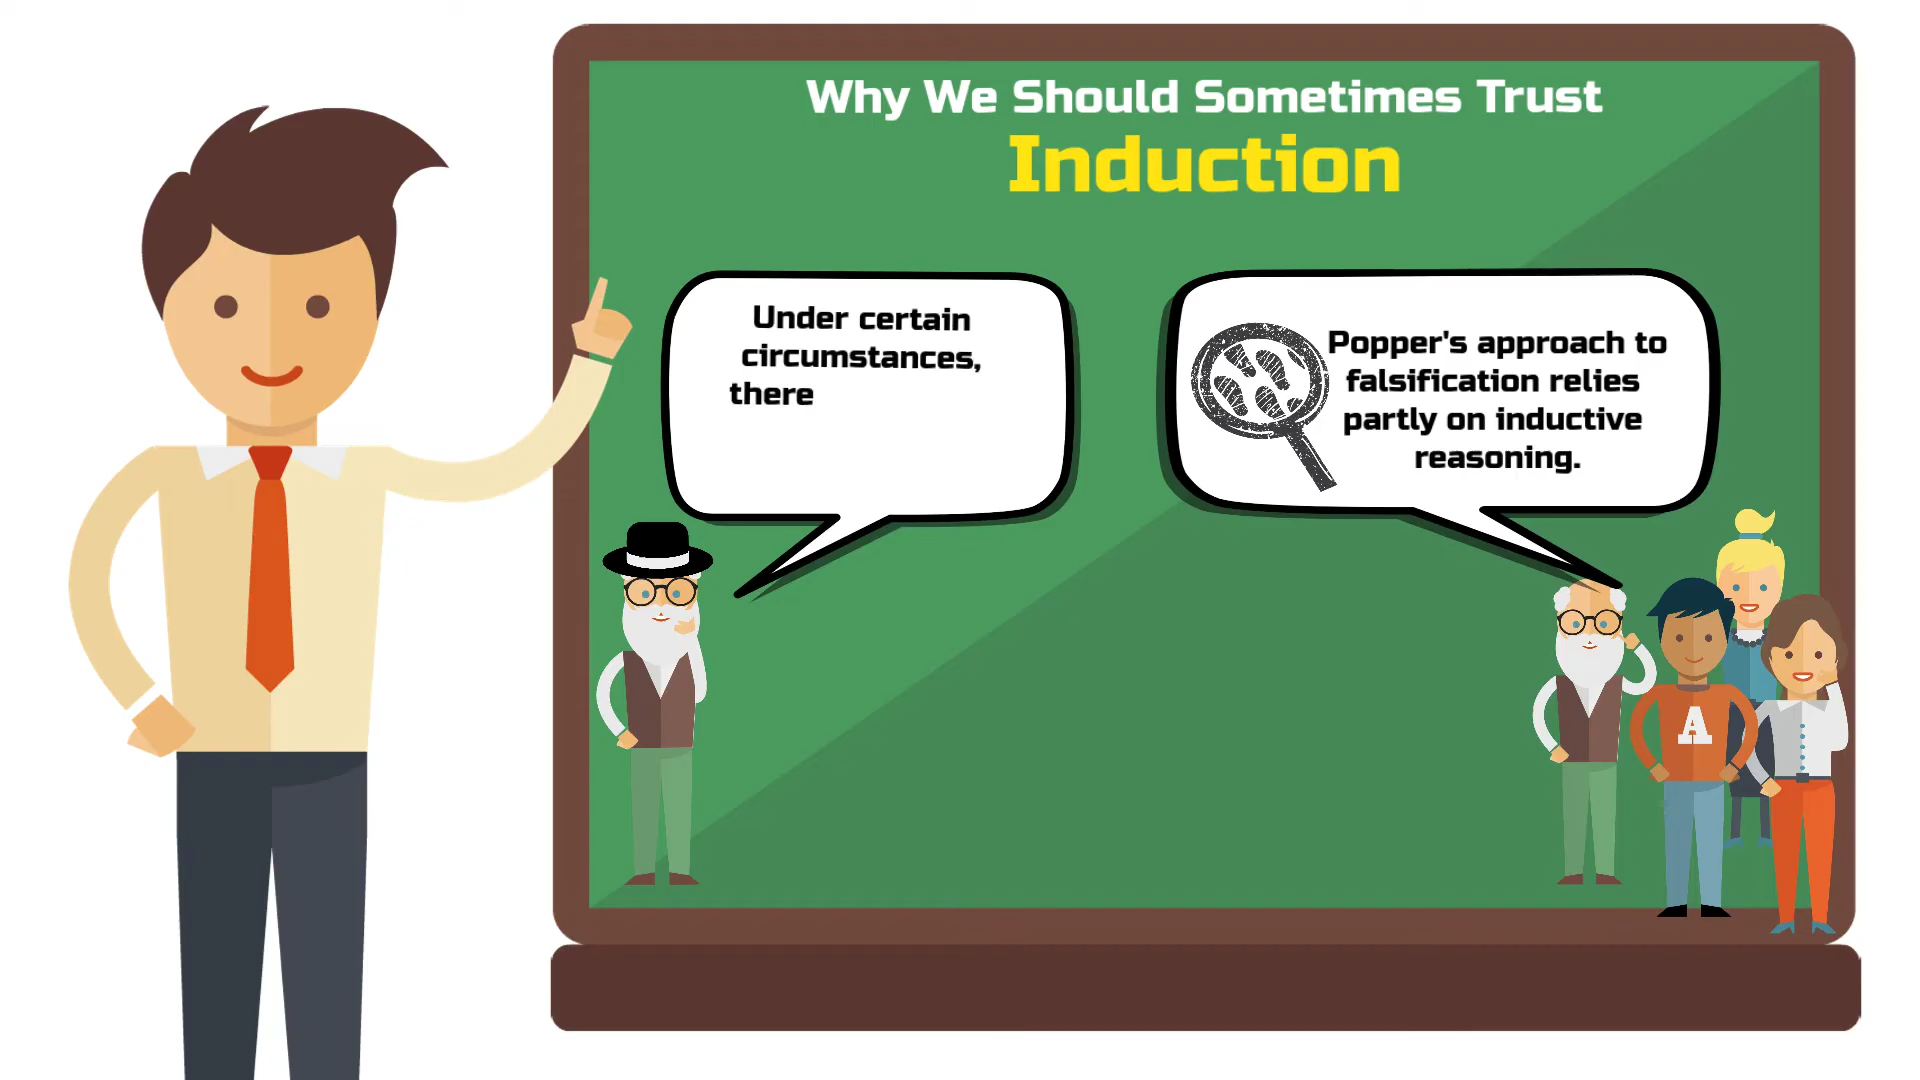 Why We Should Sometimes Trust
Induction
Under certain
circumstances,
there
Popper's approach to
falsification relies
partly on inductive
reasoning.
A